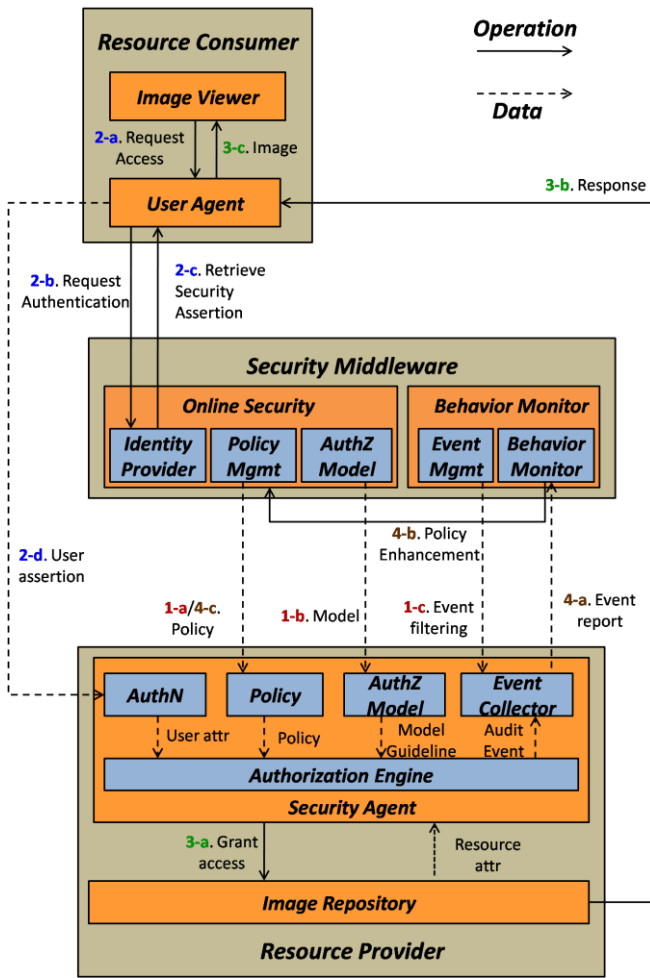 Resource Consumer
Operation
Image Viewer
Data
2-a. Request
Access
3-c. Image
3-b. Response
User Agent
2-b. Request
Authentication
2-c. Retrieve
Security
Assertion
Security Middleware
Online Security
Behavior Monitor
Identity
Provider
Policy
Mgmt
AuthZ
Model
Event
Mgmt
Behavior
Monitor
4-b. Policy
Enhancement
2-d. User
assertion
1-a/4-c.
Policy
1-b. Model
1-c. Event
filtering
4-a. Event
report
AuthN
Policy
AuthZ
Model
Event
Collector
User attr
Policy
Model
Guideline
Audit
Event
Authorization Engine
Security Agent
3-a. Grant
access
Resource
attr
Image Repository
Resource Provider